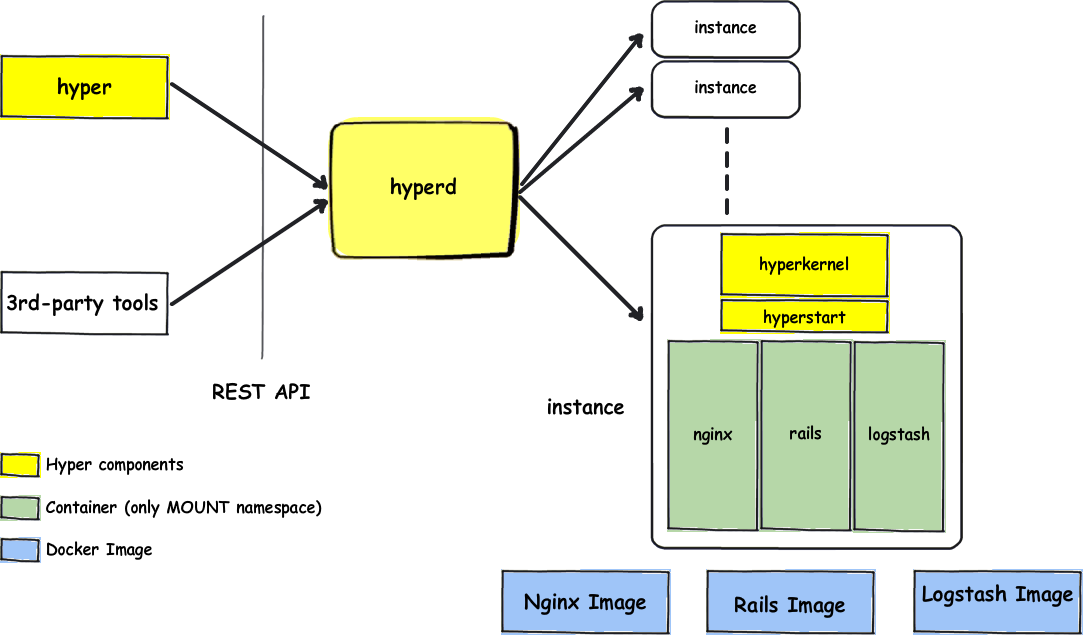 instance
instance
hyper
hyperd
3rd-party tools
REST API
hyperkernel
hyperstart
instance
nginx
rails
logstash
Hyper components
Container (only MOUNT namespace)
Docker Image
Nginx Image
Rails Image
Logstash Image